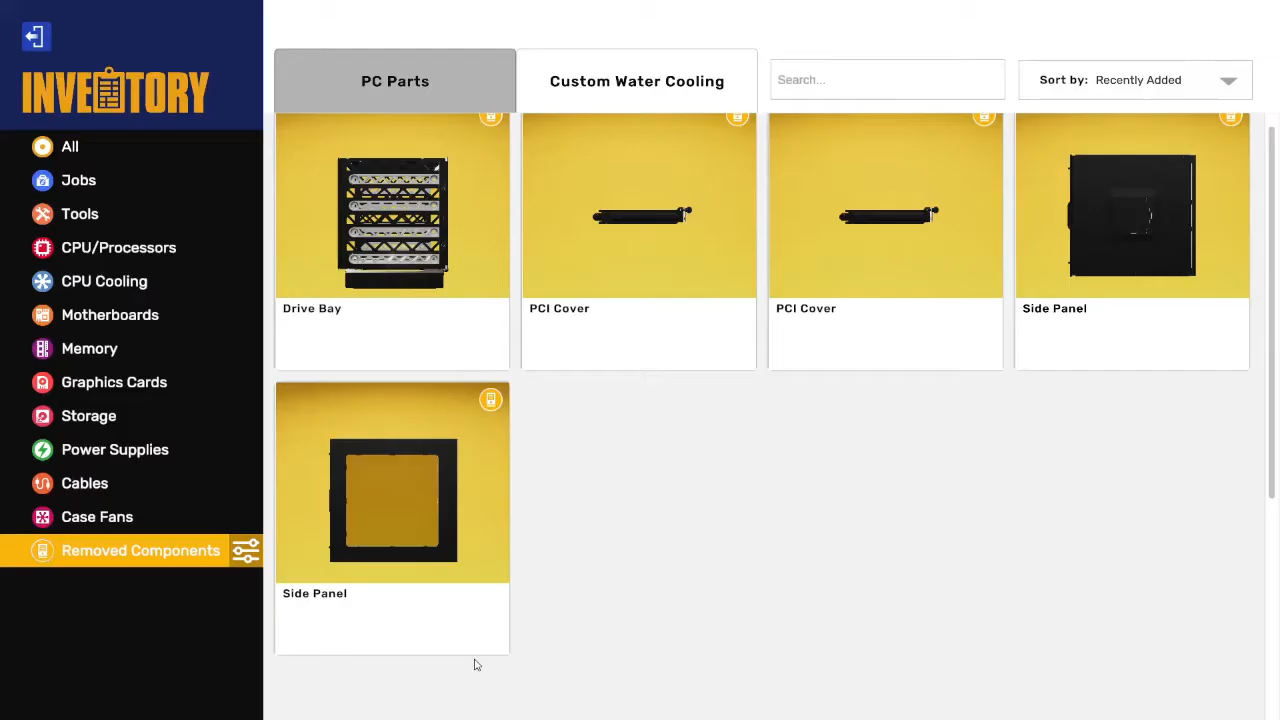 INVENTORY
All
Jobs
Tools
CPU/Processors
CPU Cooling
Motherboards
Memory
Graphics Cards
Storage
Power Supplies
Cables
Case Fans
Removed Components
PC Parts
Custom Water Cooling
Search...
Sort by: Recently Added
Drive Bay
PCI Cover
PCI Cover
Side Panel
Side Panel